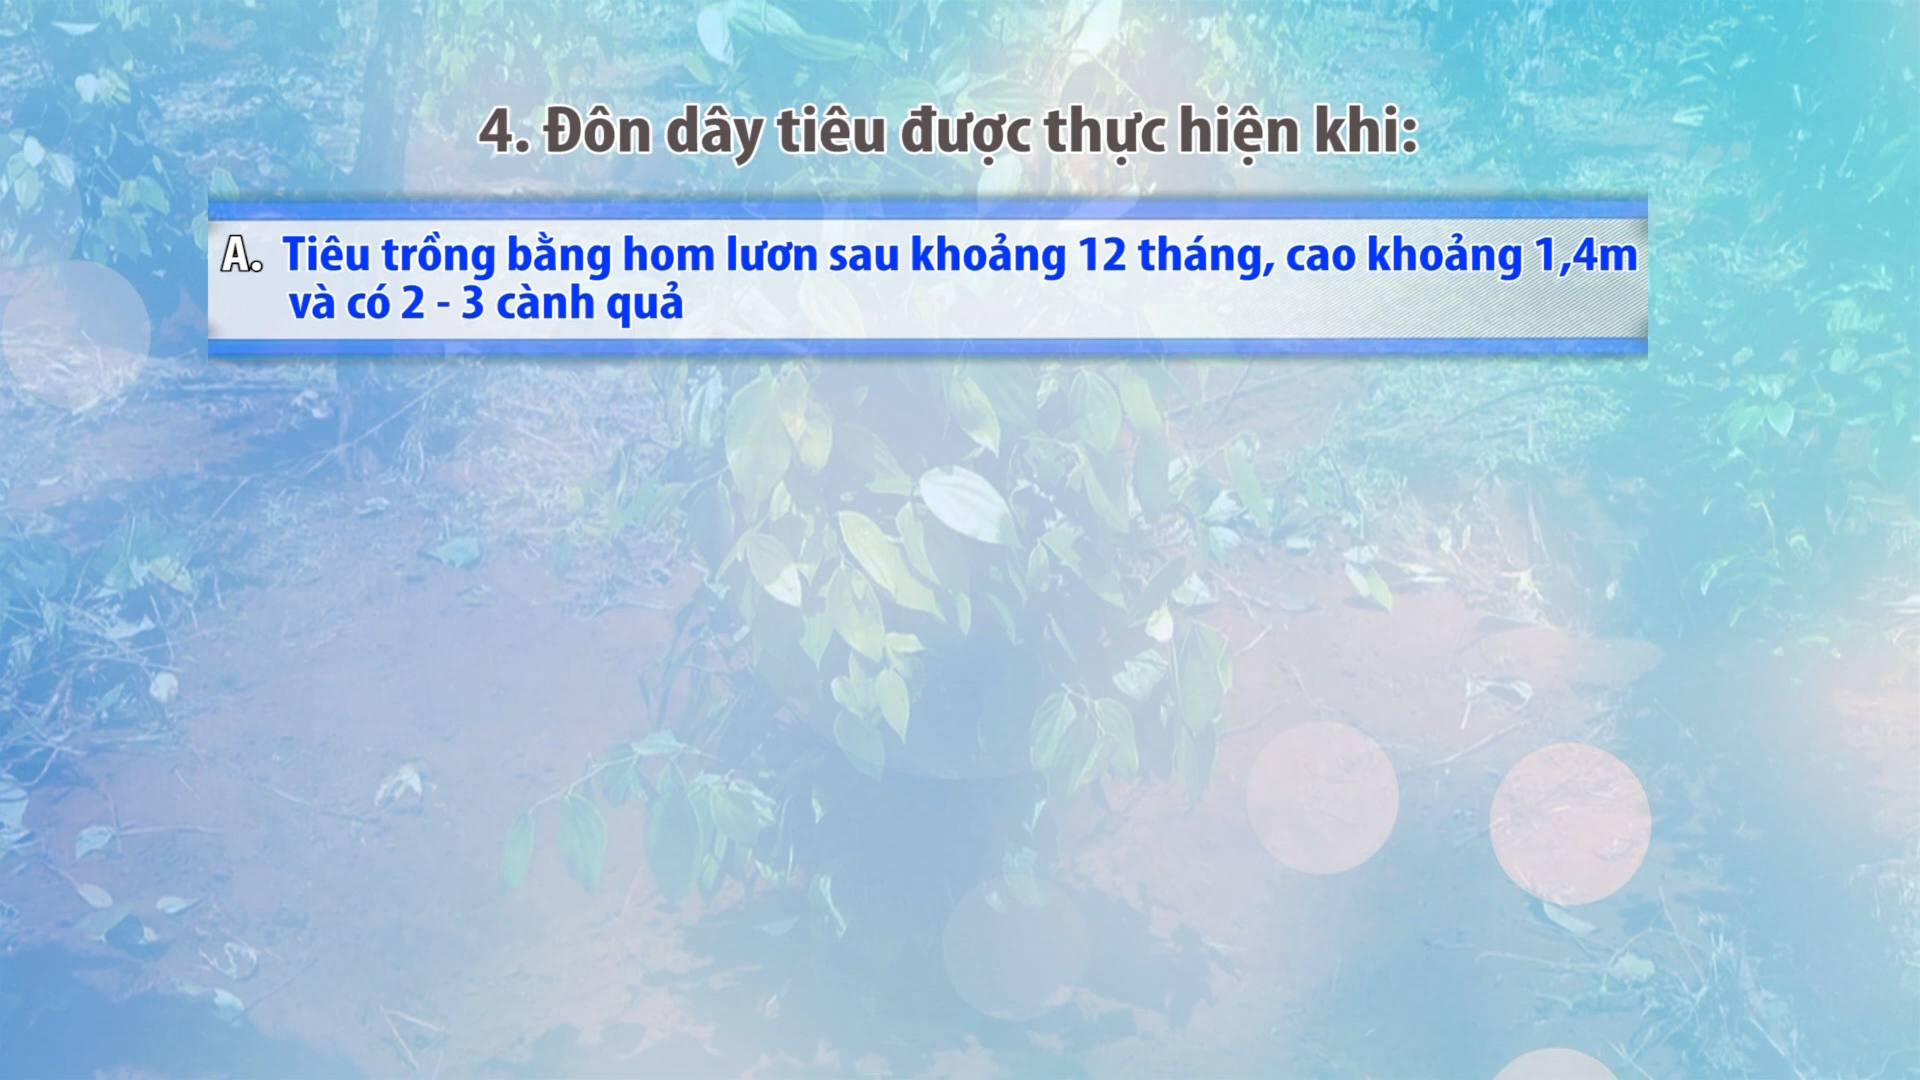 4. Đôn dây tiêu được thực hiện khi:
A. Tiêu trồng bằng hom lươn sau khoảng 12 tháng, cao khoảng 1,4m
và có 2 - 3 cành quả